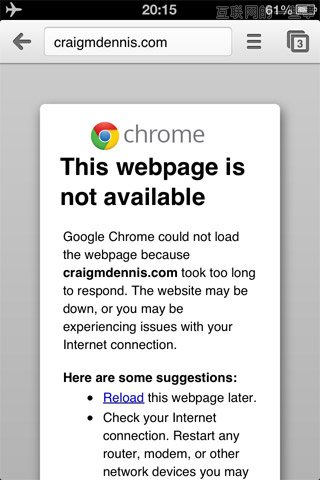 20:15
61%
互联网的一些事
craigmdennis.com
3
chrome
This webpage is
not available
Google Chrome could not load
the webpage because
craigmdennis.com took too long
to respond. The website may be
down, or you may be
experiencing issues with your
Internet connection.
Here are some suggestions:
• Reload this webpage later.
• Check your Internet
connection. Restart any
router, modem, or other
network devices you may